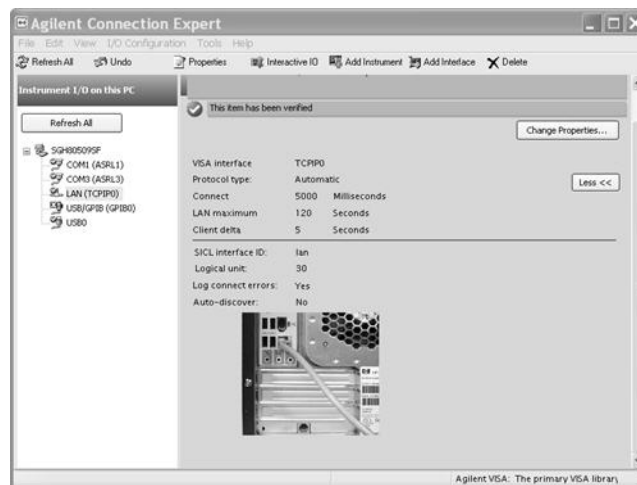 Agilent Connection Expert
File Edit View I/O Configuration Tools Help
Refresh All Undo Properties Interactive IO Add Instrument Add Interface Delete
Instrument I/O on this PC
Refresh All
SGH805095F
COM1 (ASRL1)
COM3 (ASRL3)
LAN (TCPIP0)
USB/GPIB (GPIB0)
USB0
This item has been verified
Change Properties...
VISA interface TCPIP0
Protocol type: Automatic
Less <<
Connect 5000 Milliseconds
LAN maximum 120 Seconds
Client delta 5 Seconds
SICL interface ID: lan
Logical unit: 30
Log connect errors: Yes
Auto-discover: No
Agilent VISA: The primary VISA library